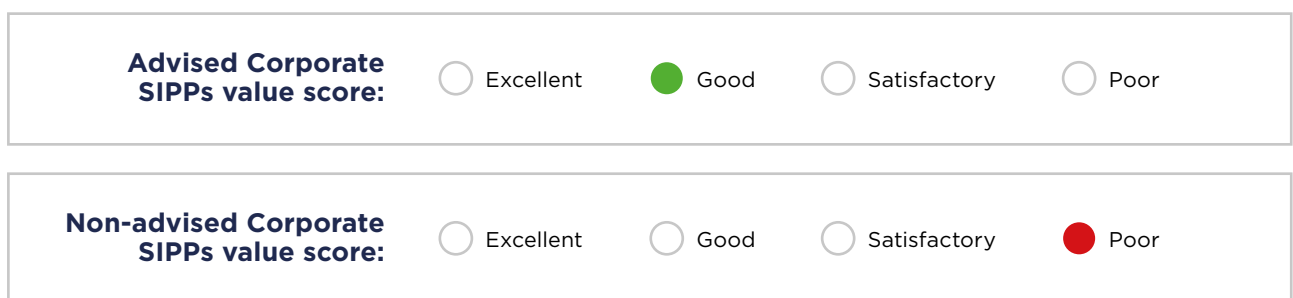 Advised Corporate
SIPPs value score:
Excellent Good Satisfactory Poor
Non-advised Corporate
SIPPs value score:
Excellent Good Satisfactory Poor